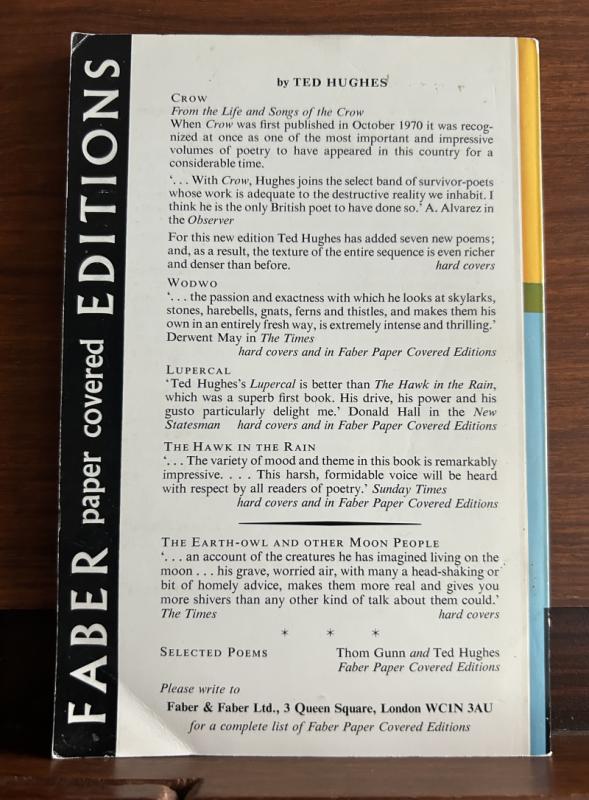 FABER paper covered EDITIONS
by TED HUGHES
CROW
From the Life and Songs of the Crow
When Crow was first published in October 1970 it was recog-
nized at once as one of the most important and impressive
volumes of poetry to have appeared in this country for a
considerable time.
‘. . . With Crow, Hughes joins the select band of survivor-poets
whose work is adequate to the destructive reality we inhabit. I
think he is the only British poet to have done so.’ A. Alvarez in
the Observer
For this new edition Ted Hughes has added seven new poems;
and, as a result, the texture of the entire sequence is even richer
and denser than before. hard covers
WODWO
‘. . . the passion and exactness with which he looks at skylarks,
stones, harebells, gnats, ferns and thistles, and makes them his
own in an entirely fresh way, is extremely intense and thrilling.’
Derwent May in The Times
hard covers and in Faber Paper Covered Editions
LUPERCAL
‘Ted Hughes's Lupercal is better than The Hawk in the Rain,
which was a superb first book. His drive, his power and his
gusto particularly delight me.’ Donald Hall in the New
Statesman hard covers and in Faber Paper Covered Editions
THE HAWK IN THE RAIN
‘. . . The variety of mood and theme in this book is remarkably
impressive. . . . This harsh, formidable voice will be heard
with respect by all readers of poetry.’ Sunday Times
hard covers and in Faber Paper Covered Editions
THE EARTH-OWL AND OTHER MOON PEOPLE
‘. . . an account of the creatures he has imagined living on the
moon . . . his grave, worried air, with many a head-shaking or
bit of homely advice, makes them more real and gives you
more shivers than any other kind of talk about them could.’
The Times hard covers
* * *
SELECTED POEMS Thom Gunn and Ted Hughes
Faber Paper Covered Editions
Please write to
Faber & Faber Ltd., 3 Queen Square, London WC1N 3AU
for a complete list of Faber Paper Covered Editions